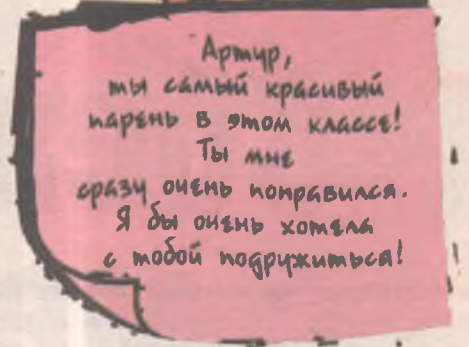 Артур,
ты самый красивый
парень в этом классе!
Ты мне
сразу очень понравился.
Я бы очень хотела
с тобой подружиться!